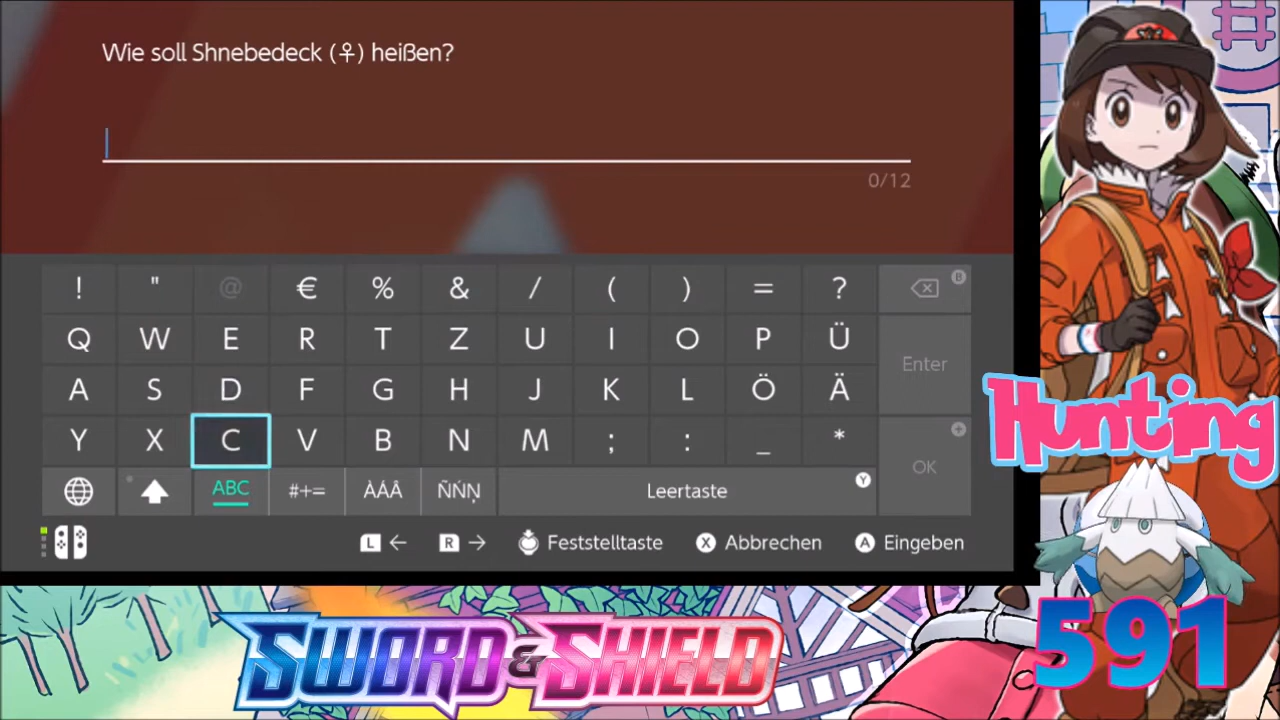 Wie soll Shnebedeck (♀) heißen?
0/12
! " @ € % & / ( ) = ?
Q W E R T Z U I O P Ü
Enter
A S D F G H J K L Ö Ä
Y X C V B N M ; : _ *
OK
ABC #+= ÀÁÂ ÑŃŅ Leertaste Y
L ← R → Feststelltaste X Abbrechen A Eingeben
#
Hunting
591
SWORD & SHIELD